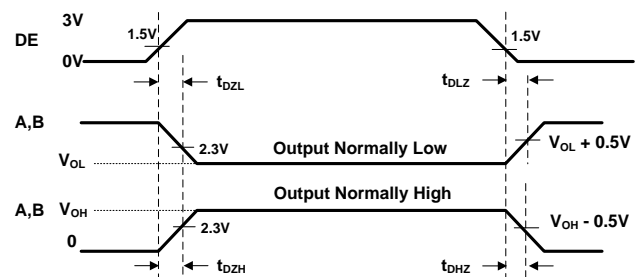 3V
DE
1.5V
1.5V
0V
tDZL
tDLZ
A,B
2.3V
Output Normally Low
VOL + 0.5V
VOL
Output Normally High
A,B
VOH
VOH - 0.5V
2.3V
0
tDZH
tDHZ